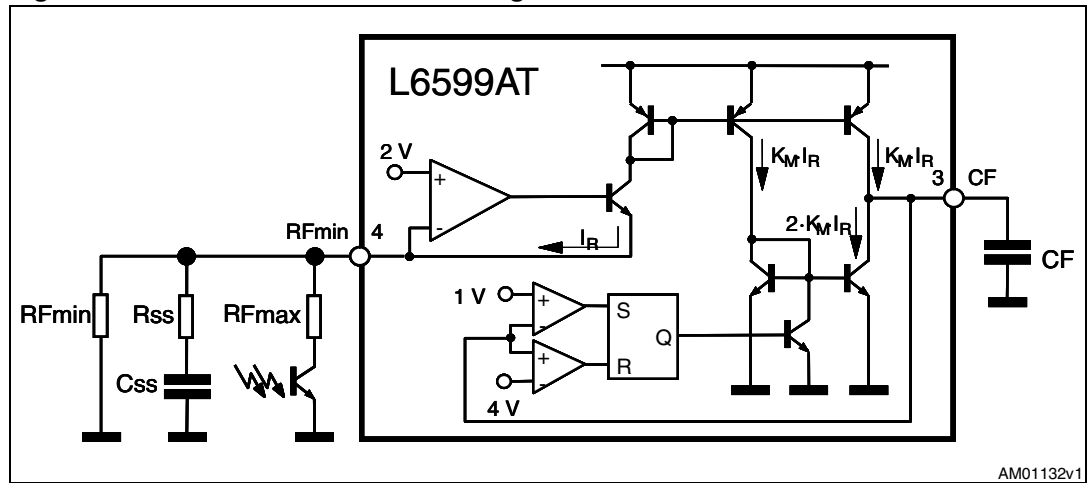 L6599AT
2 V
+
-
K_M·I_R
K_M·I_R
3
CF
RFmin
4
I_R
2·K_M·I_R
CF
RFmin
Rss
RFmax
Css
1 V
+
-
S
Q
+
-
R
4 V
AM01132v1